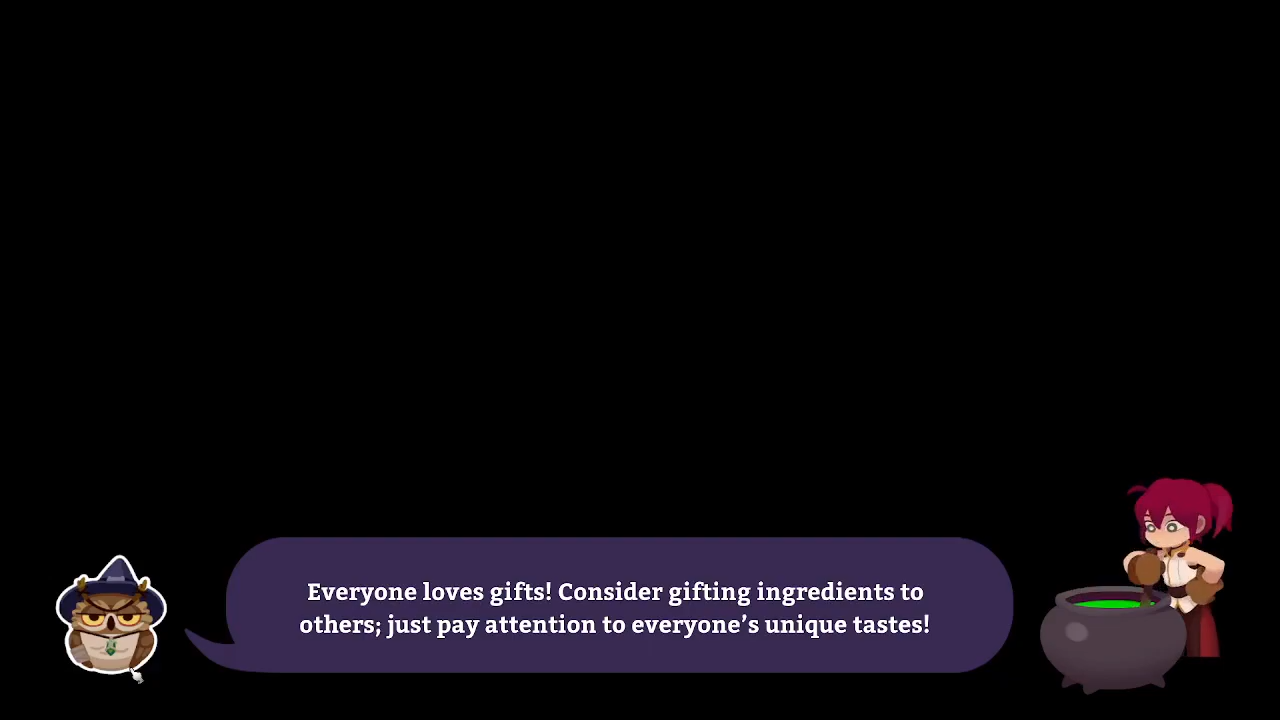 Everyone loves gifts! Consider gifting ingredients to
others; just pay attention to everyone’s unique tastes!